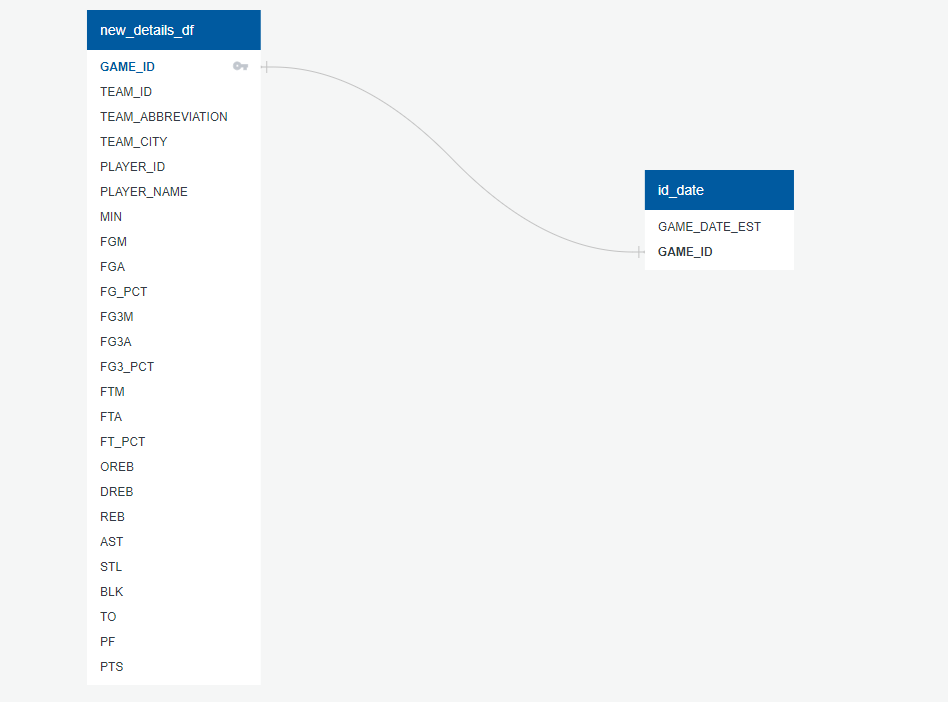 new_details_df
GAME_ID
TEAM_ID
TEAM_ABBREVIATION
TEAM_CITY
PLAYER_ID
PLAYER_NAME
MIN
FGM
FGA
FG_PCT
FG3M
FG3A
FG3_PCT
FTM
FTA
FT_PCT
OREB
DREB
REB
AST
STL
BLK
TO
PF
PTS
id_date
GAME_DATE_EST
GAME_ID